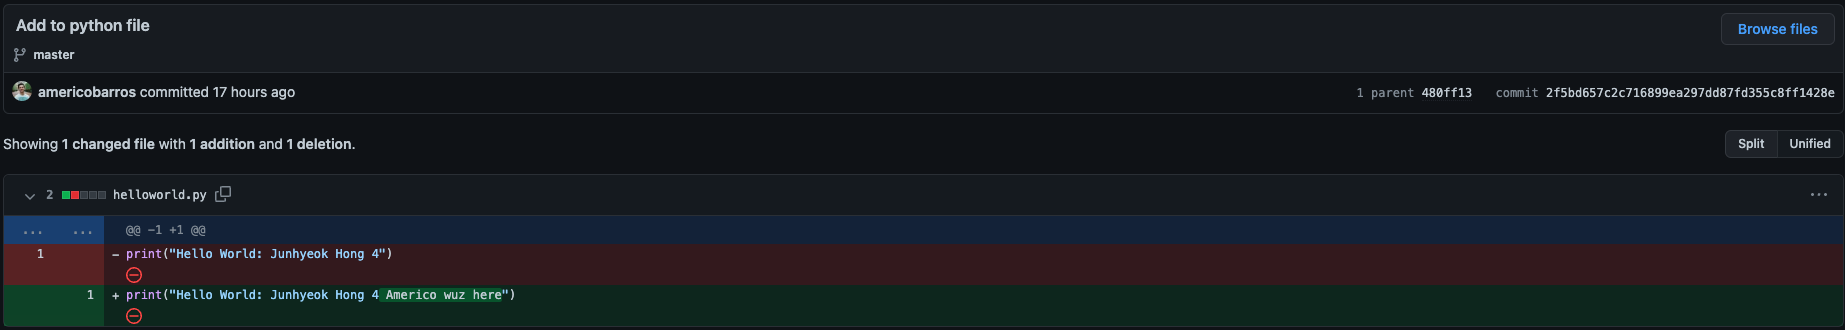 Add to python file
Browse files
master
americobarros committed 17 hours ago
1 parent 480ff13 commit 2f5bd657c2c716899ea297dd87fd355c8ff1428e
Showing 1 changed file with 1 addition and 1 deletion.
Split Unified
2 helloworld.py ...
... ... @@ -1 +1 @@
1 - print("Hello World: Junhyeok Hong 4")
1 + print("Hello World: Junhyeok Hong 4 Americo wuz here")